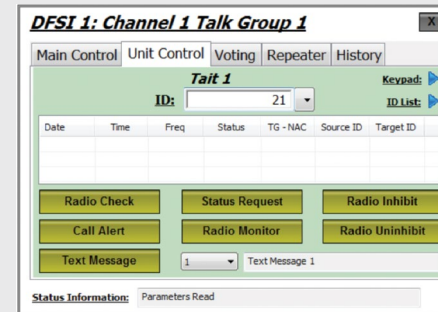 DFSI 1: Channel 1 Talk Group 1 X
Main Control Unit Control Voting Repeater History
Tait 1 Keypad:
ID: 21 ID List:
Date Time Freq Status TG - NAC Source ID Target ID
Radio Check Status Request Radio Inhibit
Call Alert Radio Monitor Radio Uninhibit
Text Message 1 Text Message 1
Status Information: Parameters Read